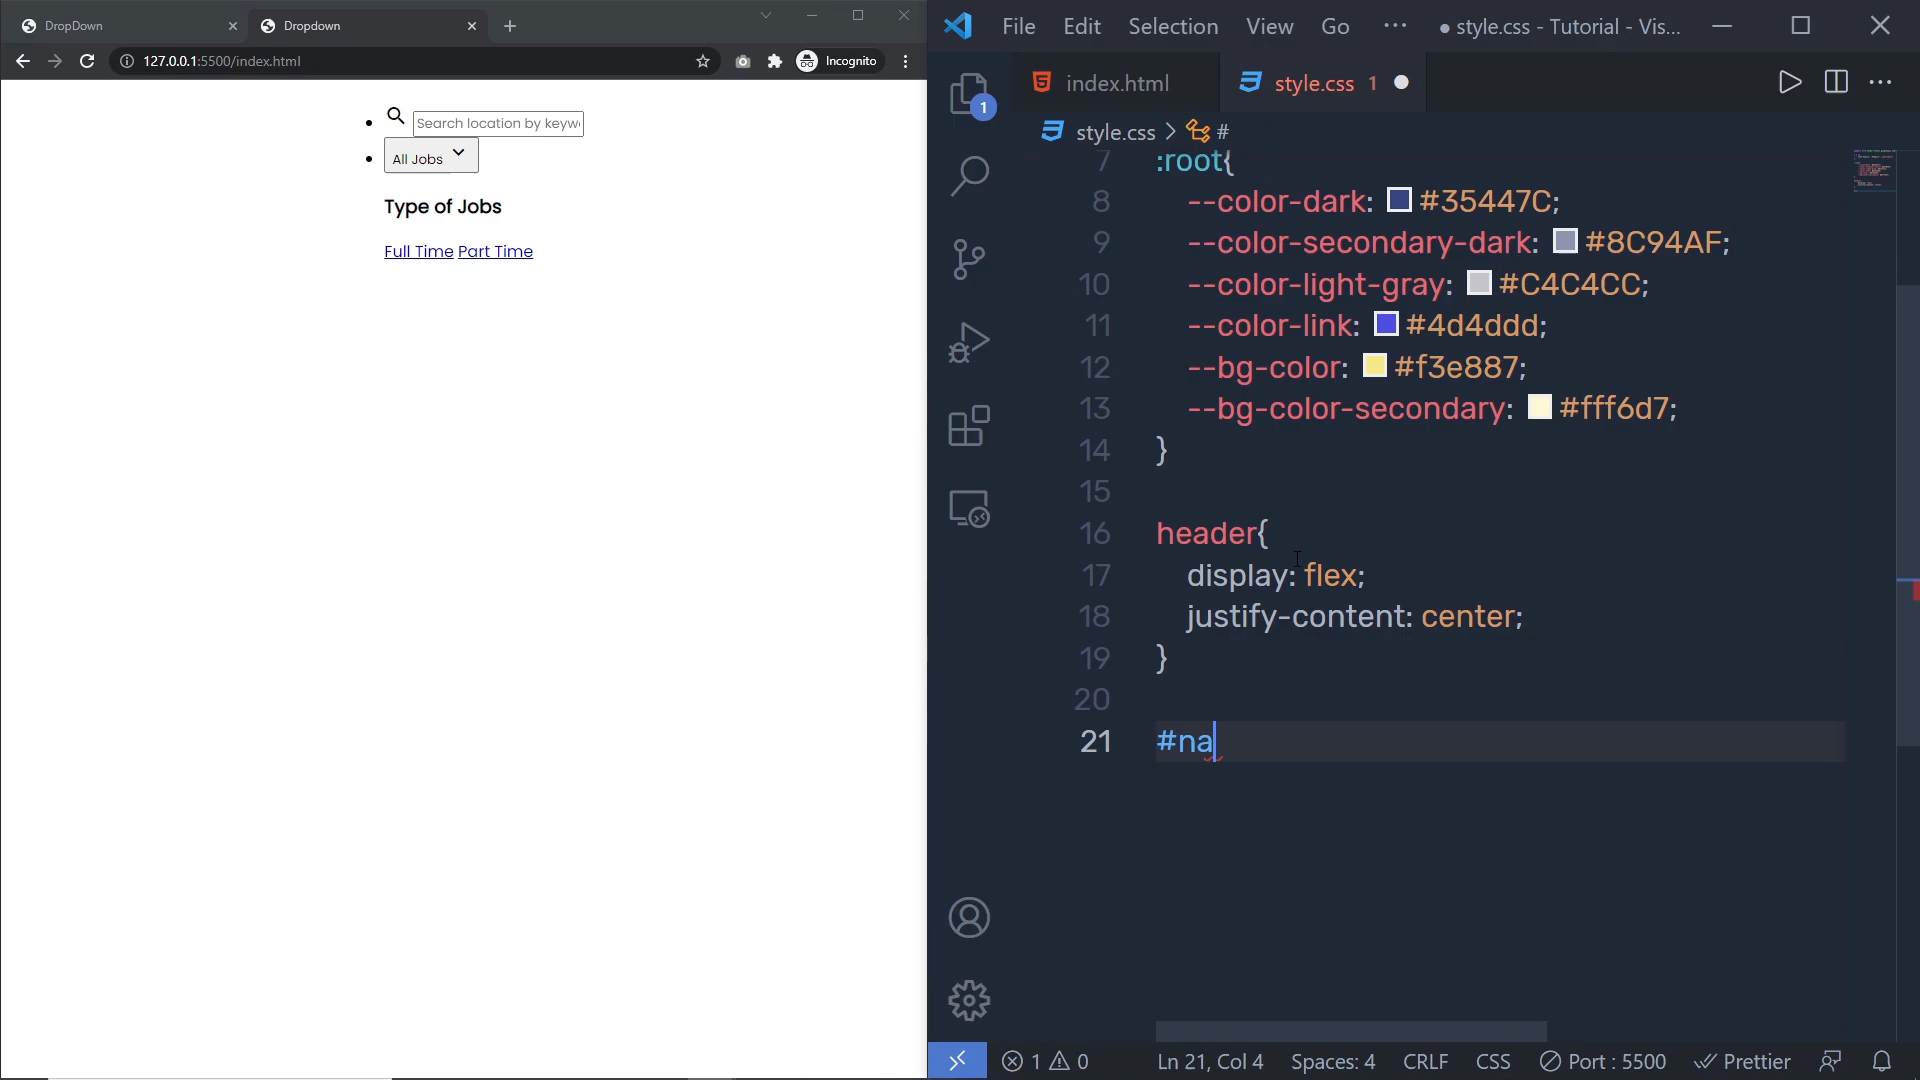 DropDown
Dropdown
127.0.0.1:5500/index.html
Incognito
Search location by keyw
All Jobs
Type of Jobs
Full Time Part Time
File Edit Selection View Go ··· ● style.css - Tutorial - Vis...
index.html
style.css 1
style.css > #
1
7 :root{
8 --color-dark: #35447C;
9 --color-secondary-dark: #8C94AF;
10 --color-light-gray: #C4C4CC;
11 --color-link: #4d4ddd;
12 --bg-color: #f3e887;
13 --bg-color-secondary: #fff6d7;
14 }
15
16 header{
17 display: flex;
18 justify-content: center;
19 }
20
21 #na
1 0 Ln 21, Col 4 Spaces: 4 CRLF CSS Port : 5500 Prettier